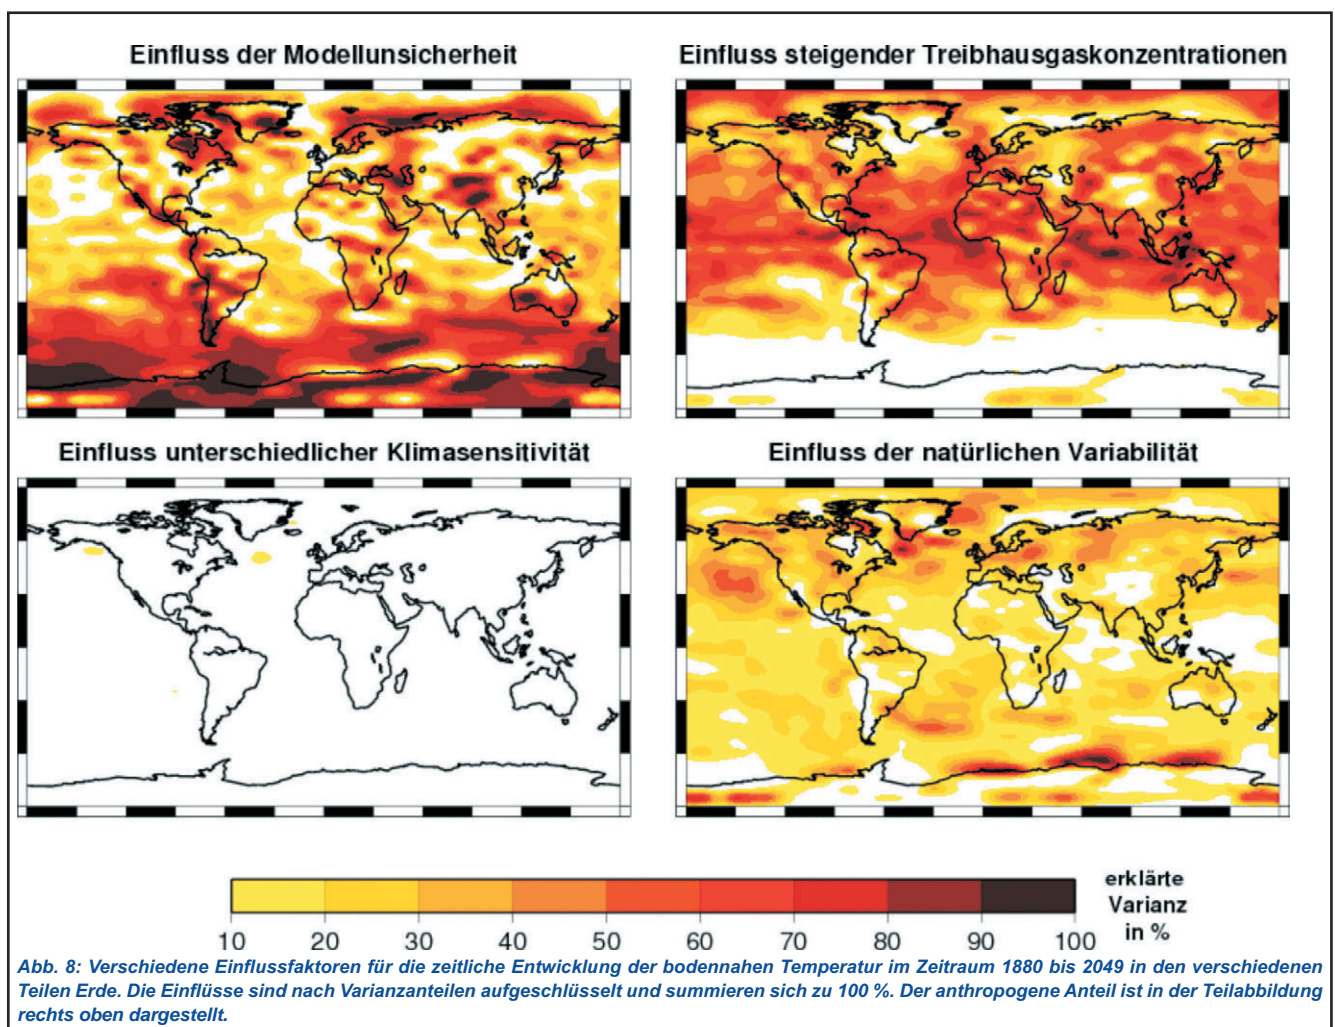 Einfluss der Modellunsicherheit
Einfluss steigender Treibhausgaskonzentrationen
Einfluss unterschiedlicher Klimasensitivität
Einfluss der natürlichen Variabilität
10 20 30 40 50 60 70 80 90 100
erklärte
Varianz
in %
Abb. 8: Verschiedene Einflussfaktoren für die zeitliche Entwicklung der bodennahen Temperatur im Zeitraum 1880 bis 2049 in den verschiedenen
Teilen Erde. Die Einflüsse sind nach Varianzanteilen aufgeschlüsselt und summieren sich zu 100 %. Der anthropogene Anteil ist in der Teilabbildung
rechts oben dargestellt.